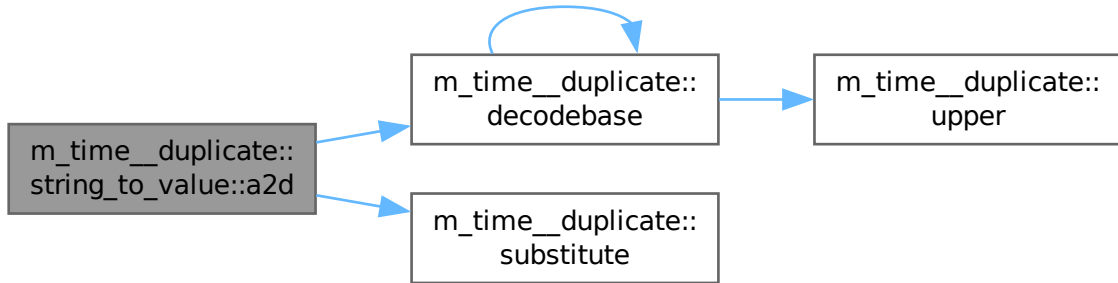 m_time__duplicate::
string_to_value::a2d
m_time__duplicate::
decodebase
m_time__duplicate::
upper
m_time__duplicate::
substitute